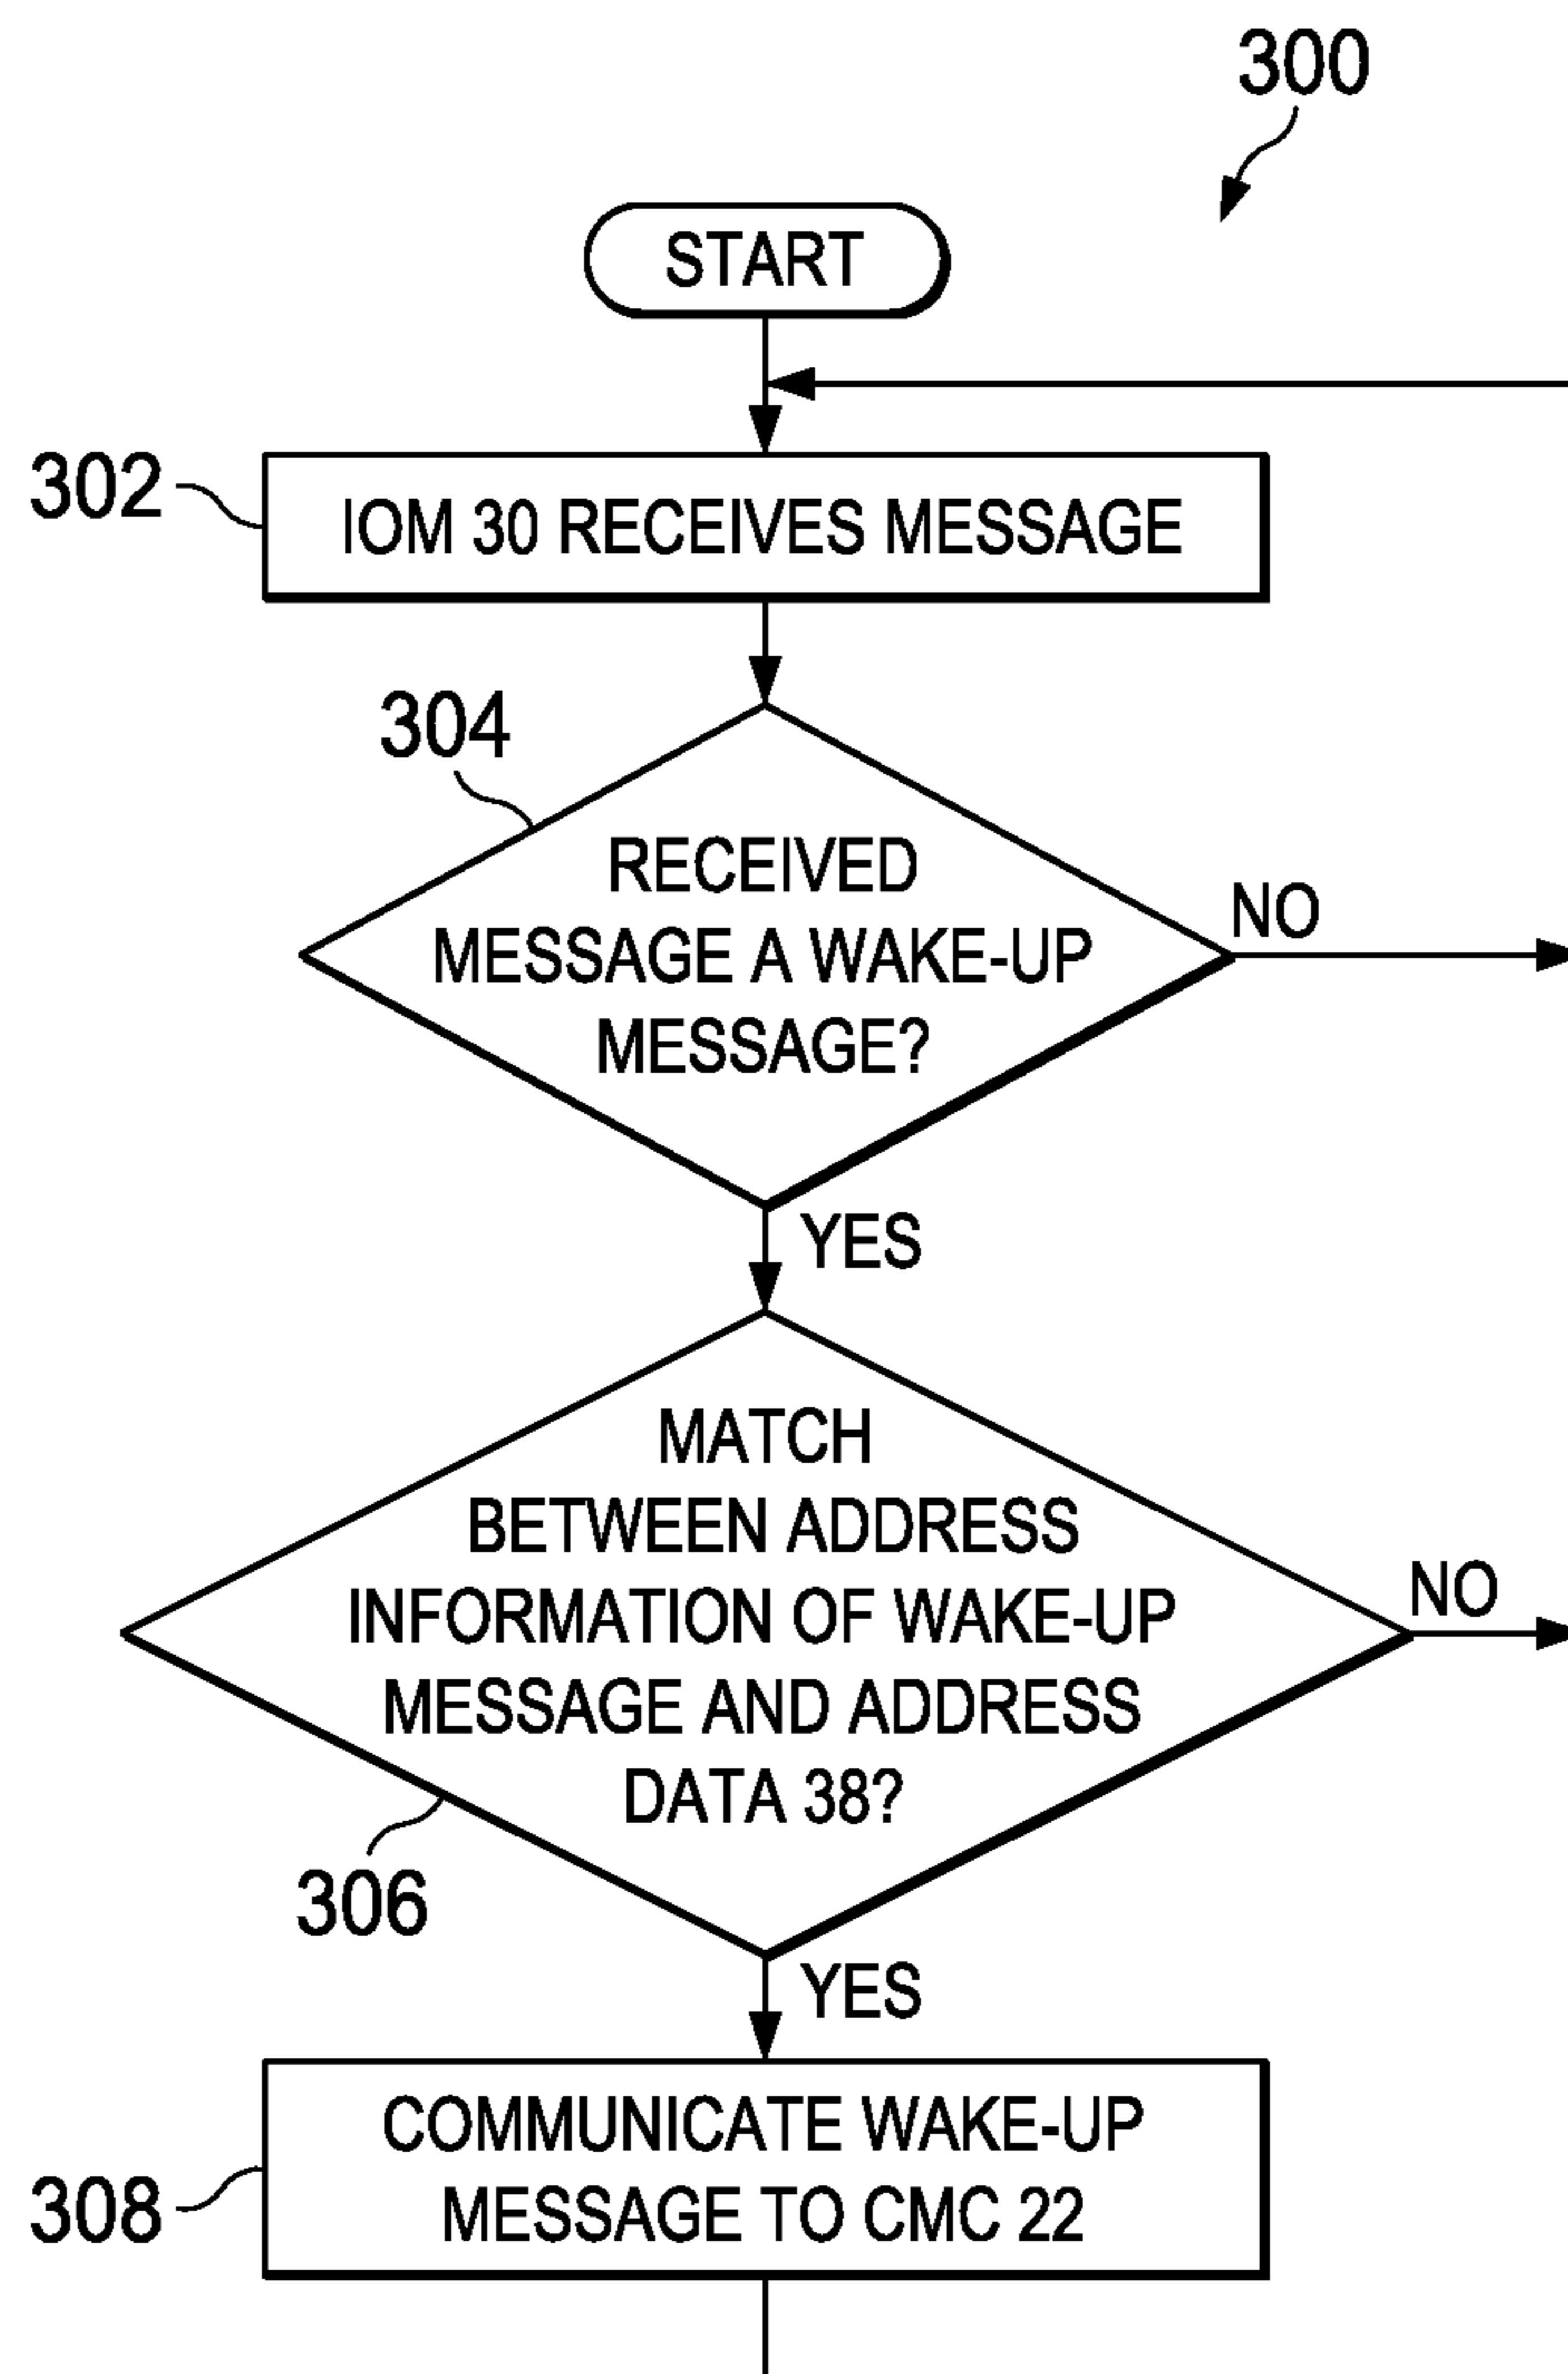 300
START
302
IOM 30 RECEIVES MESSAGE
304
RECEIVED
MESSAGE A WAKE-UP
MESSAGE?
NO
YES
MATCH
BETWEEN ADDRESS
INFORMATION OF WAKE-UP
MESSAGE AND ADDRESS
DATA 38?
NO
306
YES
COMMUNICATE WAKE-UP
MESSAGE TO CMC 22
308